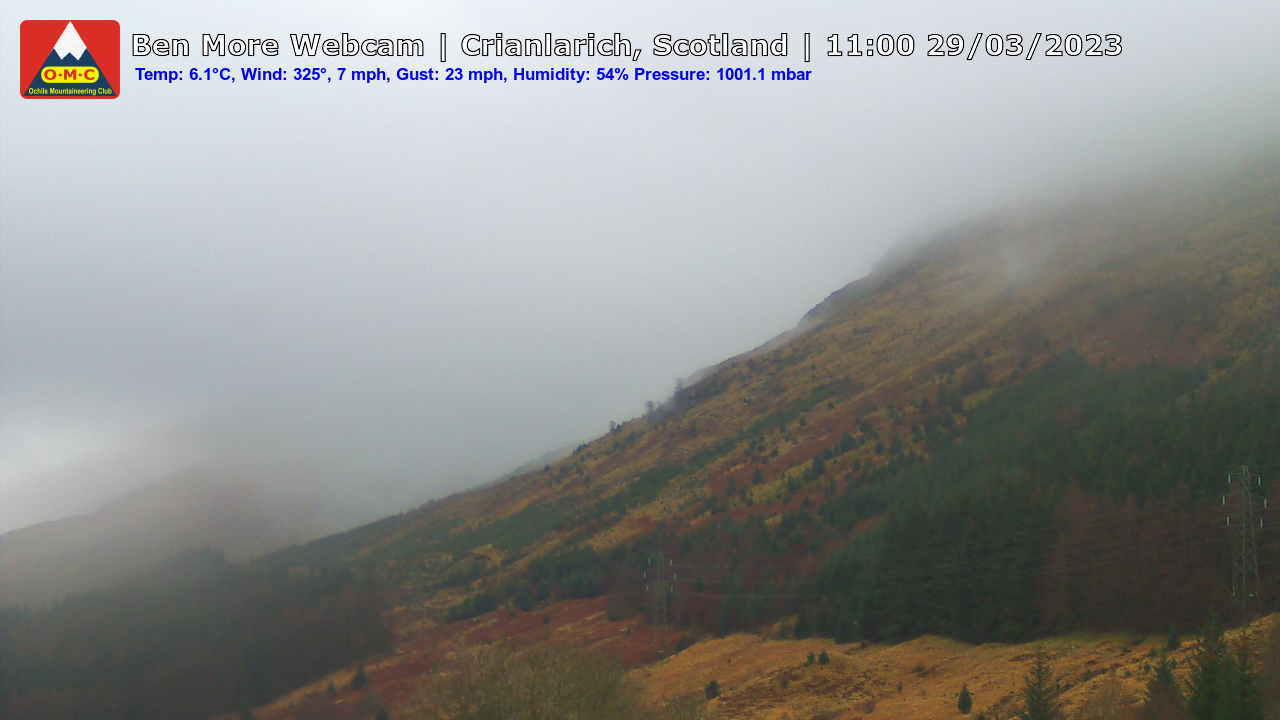 Ben More Webcam | Crianlarich, Scotland | 11:00 29/03/2023
Temp: 6.1°C, Wind: 325°, 7 mph, Gust: 23 mph, Humidity: 54% Pressure: 1001.1 mbar
O·M·C
Ochils Mountaineering Club